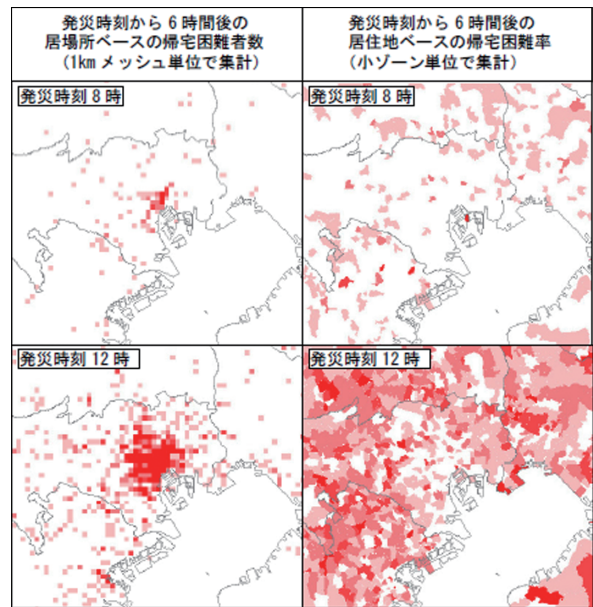 発災時刻から6時間後の
居場所ベースの帰宅困難者数
(1km メッシュ単位で集計)
発災時刻から6時間後の
居住地ベースの帰宅困難率
(小ゾーン単位で集計)
発災時刻8時
発災時刻8時
発災時刻12時
発災時刻12時